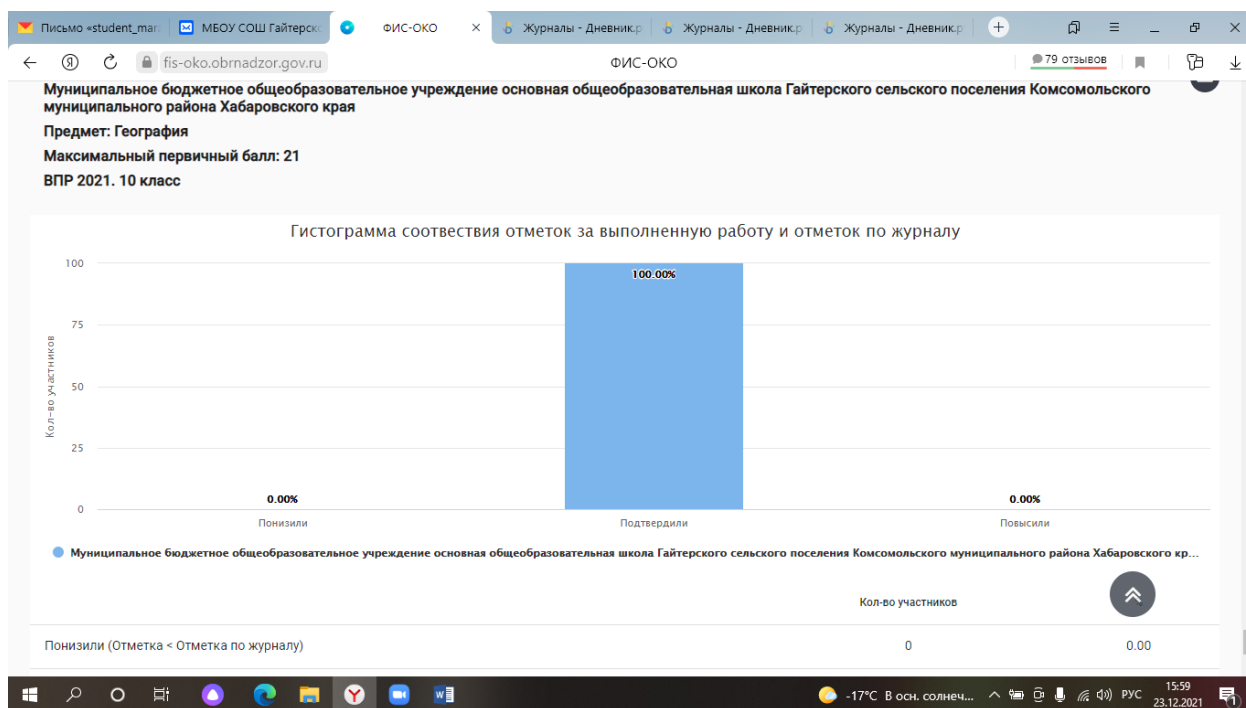 Письмо «student_mar
МБОУ СОШ Гайтерско
ФИС-ОКО
Журналы - Дневник.р
Журналы - Дневник.р
Журналы - Дневник.р
fis-oko.obrnadzor.gov.ru
ФИС-ОКО
79 отзывов
Муниципальное бюджетное общеобразовательное учреждение основная общеобразовательная школа Гайтерского сельского поселения Комсомольского
муниципального района Хабаровского края
Предмет: География
Максимальный первичный балл: 21
ВПР 2021. 10 класс
Гистограмма соотвествия отметок за выполненную работу и отметок по журналу
Кол-во участников
100
75
50
25
0
0.00%
100.00%
0.00%
Понизили
Подтвердили
Повысили
Муниципальное бюджетное общеобразовательное учреждение основная общеобразовательная школа Гайтерского сельского поселения Комсомольского муниципального района Хабаровского кр...
Кол-во участников
Понизили (Отметка < Отметка по журналу)
0
0.00
-17°C В осн. солнеч...
РУС
15:59
23.12.2021